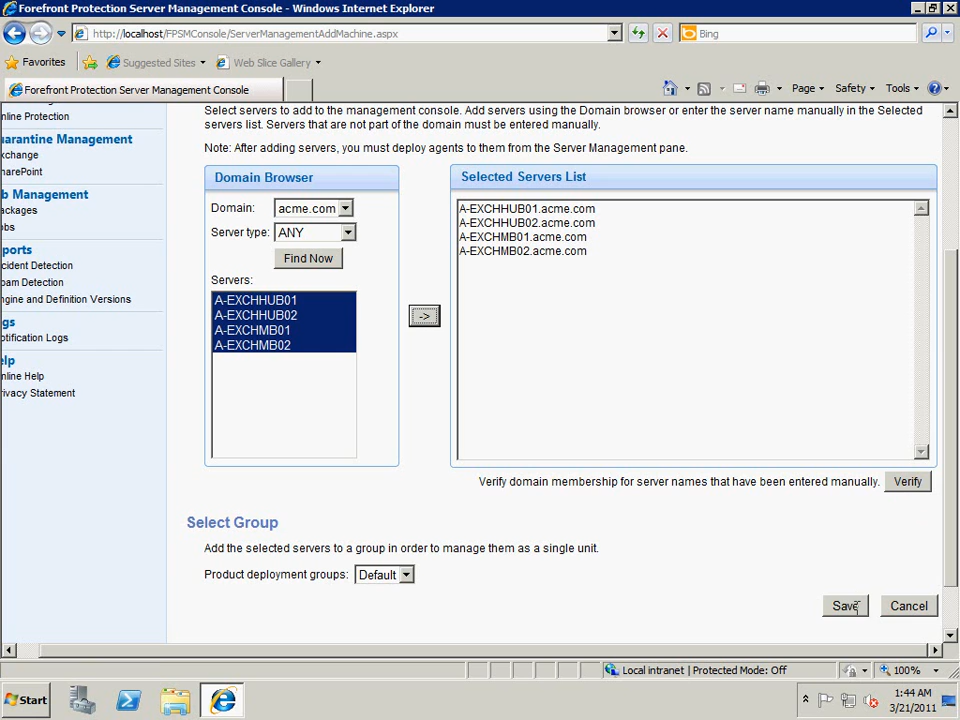 Forefront Protection Server Management Console - Windows Internet Explorer
http://localhost/FPSMConsole/ServerManagementAddMachine.aspx
Bing
Favorites
Suggested Sites
Web Slice Gallery
Forefront Protection Server Management Console
Page
Safety
Tools
nline Protection
arantine Management
xchange
harePoint
b Management
ackages
bs
ports
cident Detection
pam Detection
ngine and Definition Versions
gs
otification Logs
elp
nline Help
rivacy Statement
Select servers to add to the management console. Add servers using the Domain browser or enter the server name manually in the Selected
servers list. Servers that are not part of the domain must be entered manually.
Note: After adding servers, you must deploy agents to them from the Server Management pane.
Domain Browser
Domain: acme.com
Server type: ANY
Find Now
Servers:
A-EXCHHUB01
A-EXCHHUB02
A-EXCHMB01
A-EXCHMB02
->
Selected Servers List
A-EXCHHUB01.acme.com
A-EXCHHUB02.acme.com
A-EXCHMB01.acme.com
A-EXCHMB02.acme.com
Verify domain membership for server names that have been entered manually. Verify
Select Group
Add the selected servers to a group in order to manage them as a single unit.
Product deployment groups: Default
Save Cancel
Local intranet | Protected Mode: Off
100%
Start
1:44 AM
3/21/2011